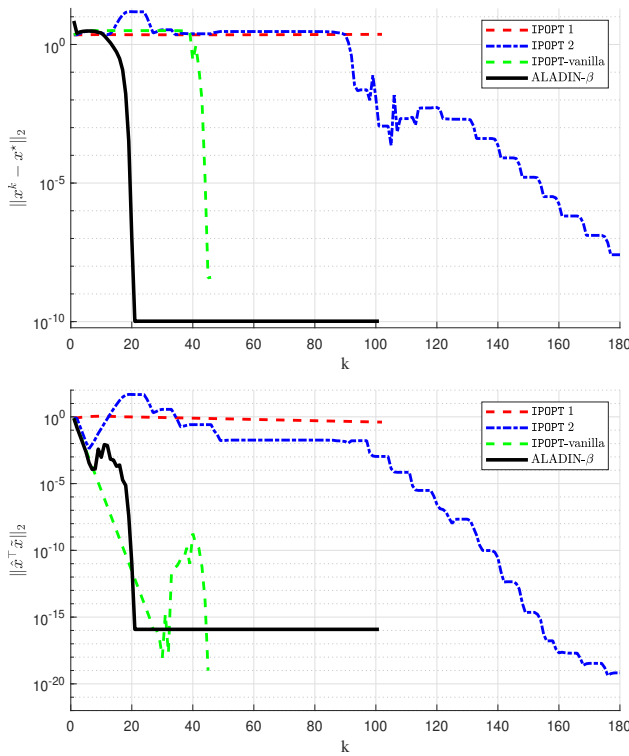 IPOPT 1
IPOPT 2
IPOPT-vanilla
ALADIN-β
10^0
10^-5
10^-10
||x^k − x^⋆||_2
0 20 40 60 80 100 120 140 160 180
k
IPOPT 1
IPOPT 2
IPOPT-vanilla
ALADIN-β
10^0
10^-5
10^-10
10^-15
10^-20
||x̂^⊤ x̃||_2
0 20 40 60 80 100 120 140 160 180
k